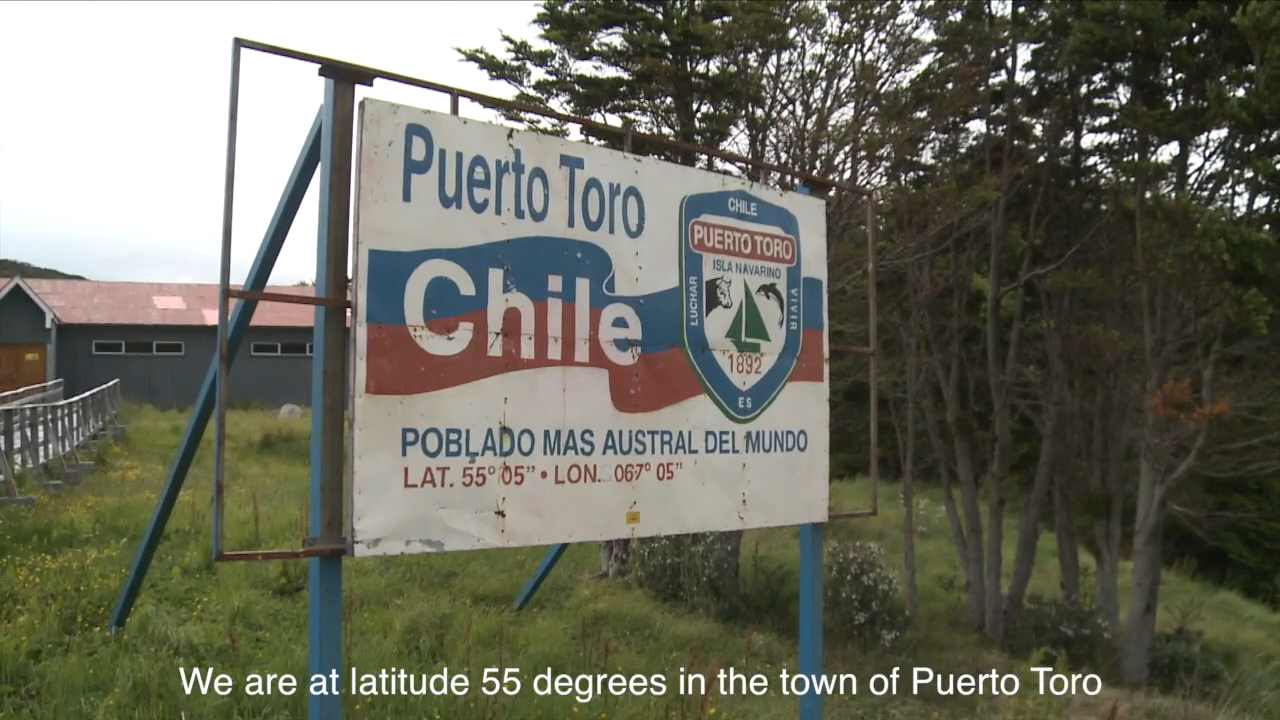 Puerto Toro
Chile
CHILE
PUERTO TORO
ISLA NAVARINO
LUCHAR
VIVIR
1892
ES
POBLADO MAS AUSTRAL DEL MUNDO
LAT. 55° 05” • LON. 067° 05”
We are at latitude 55 degrees in the town of Puerto Toro